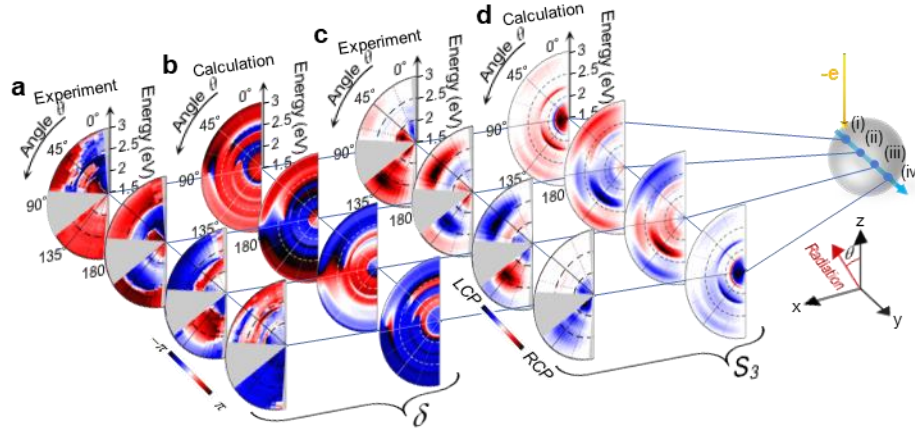 a
Experiment
Angle θ
0°
45°
90°
135°
180
Energy (eV)
3
2.5
2
1.5
b
Calculation
Angle θ
0°
45°
90°
135°
180
Energy (eV)
3
2.5
2
1.5
c
Experiment
Angle θ
0°
45°
90°
135°
180
Energy (eV)
3
2.5
2
1.5
d
Calculation
Angle θ
0°
45°
90°
135°
180
Energy (eV)
3
2.5
2
1.5
-e
(i)
(ii)
(iii)
(iv
z
θ
Radiation
x
y
−π
π
δ
LCP
RCP
S3